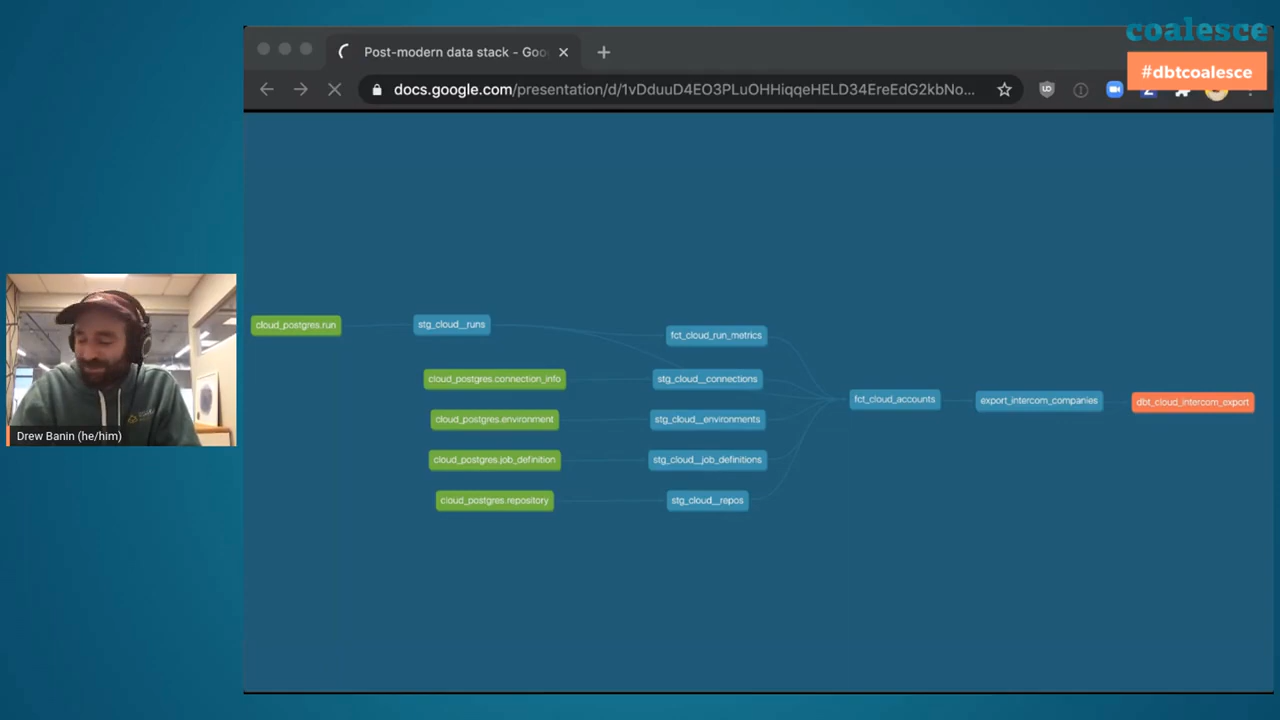 coalesce
#dbtcoalesce
Post-modern data stack - Goo
docs.google.com/presentation/d/1vDduuD4EO3PLuOHHiqqeHELD34EreEdG2kbNo...
cloud_postgres.run
stg_cloud__runs
fct_cloud_run_metrics
cloud_postgres.connection_info
stg_cloud__connections
fct_cloud_accounts
export_intercom_companies
dbt_cloud_intercom_export
cloud_postgres.environment
stg_cloud__environments
cloud_postgres.job_definition
stg_cloud__job_definitions
cloud_postgres.repository
stg_cloud__repos
Drew Banin (he/him)